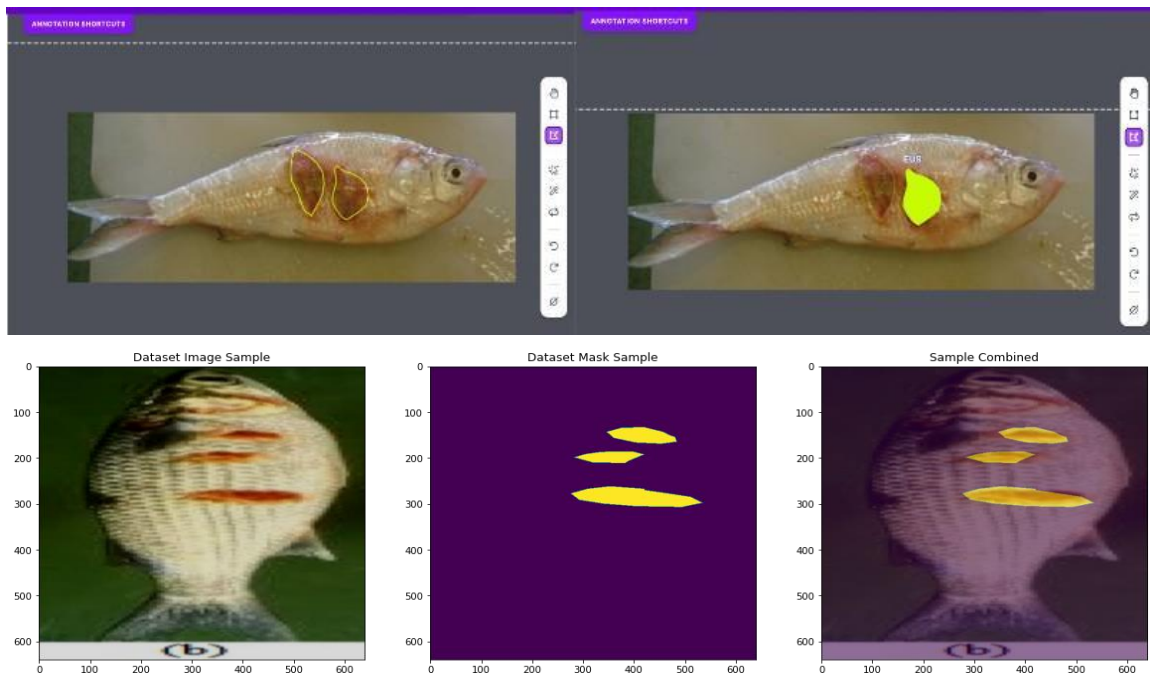 ANNOTATION SHORTCUTS
ANNOTATION SHORTCUTS
EUS
Dataset Image Sample
Dataset Mask Sample
Sample Combined
0
100
200
300
400
500
600
0 100 200 300 400 500 600
(b)
0
100
200
300
400
500
600
0 100 200 300 400 500 600
0
100
200
300
400
500
600
0 100 200 300 400 500 600
(b)